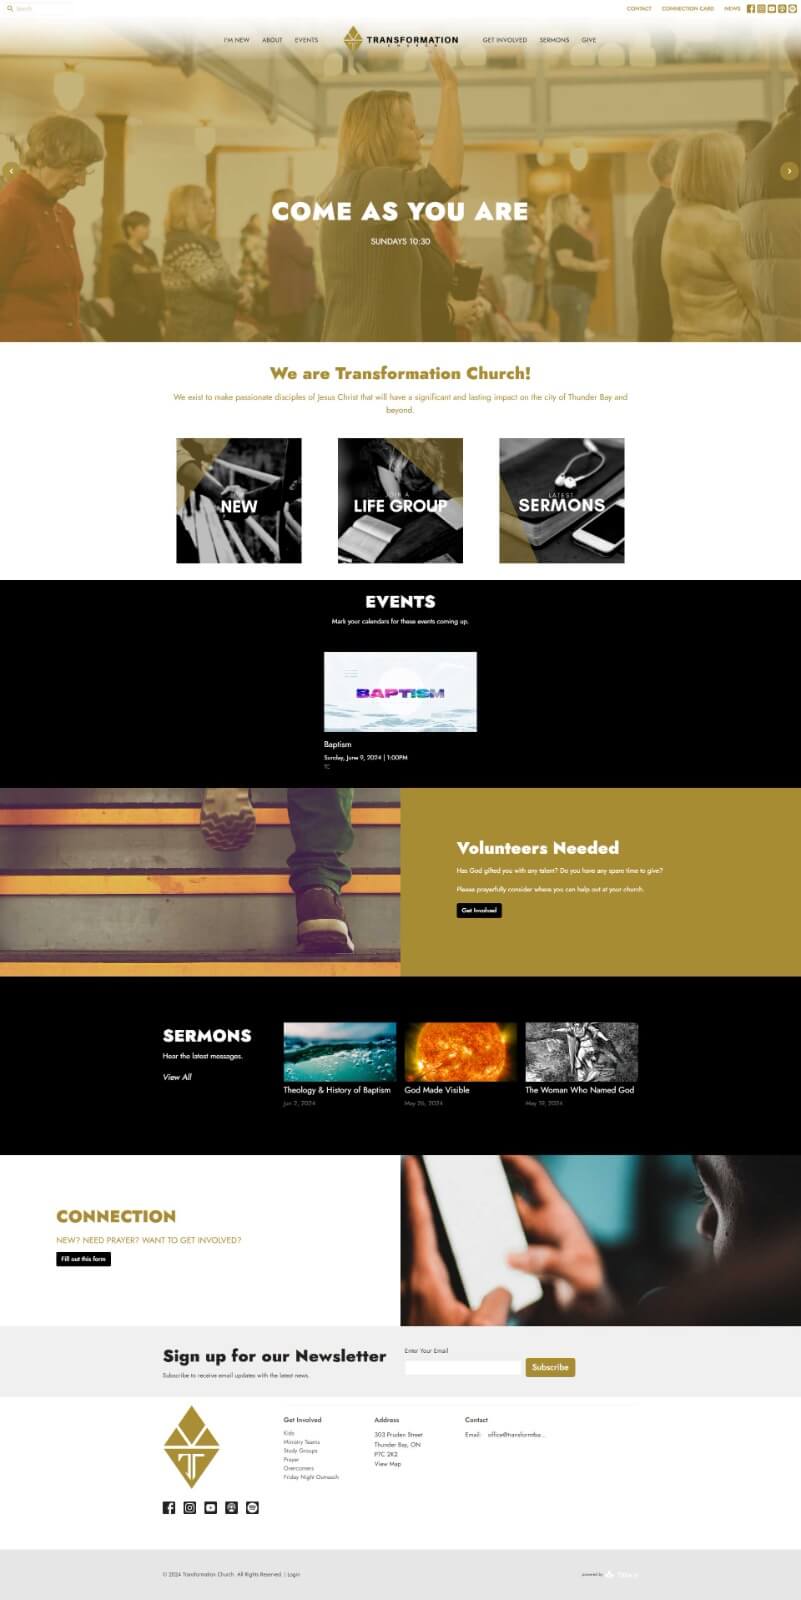 Search
CONTACT CONNECTION CARD NEWS
I'M NEW ABOUT EVENTS TRANSFORMATION CHURCH GET INVOLVED SERMONS GIVE
COME AS YOU ARE
SUNDAYS 10:30
We are Transformation Church!
We exist to make passionate disciples of Jesus Christ that will have a significant and lasting impact on the city of Thunder Bay and
beyond.
NEW
JOIN A
LIFE GROUP
LATEST
SERMONS
EVENTS
Mark your calendars for these events coming up.
BAPTISM
Baptism
Sunday, June 9, 2024 | 1:00PM
TC
Volunteers Needed
Has God gifted you with any talent? Do you have any spare time to give?
Please prayerfully consider where you can help out at your church.
Get Involved
SERMONS
Hear the latest messages.
View All
Theology & History of Baptism
Jun 2, 2024
God Made Visible
May 26, 2024
The Woman Who Named God
May 19, 2024
CONNECTION
NEW? NEED PRAYER? WANT TO GET INVOLVED?
Fill out this form
Sign up for our Newsletter
Subscribe to receive email updates with the latest news.
Enter Your Email
Subscribe
Get Involved
Kids
Ministry Teams
Study Groups
Prayer
Overcomers
Friday Night Outreach
Address
303 Pruden Street
Thunder Bay, ON
P7C 2K2
View Map
Contact
Email: office@transformtba...
© 2024 Transformation Church. All Rights Reserved. | Login
powered by Tithe.ly